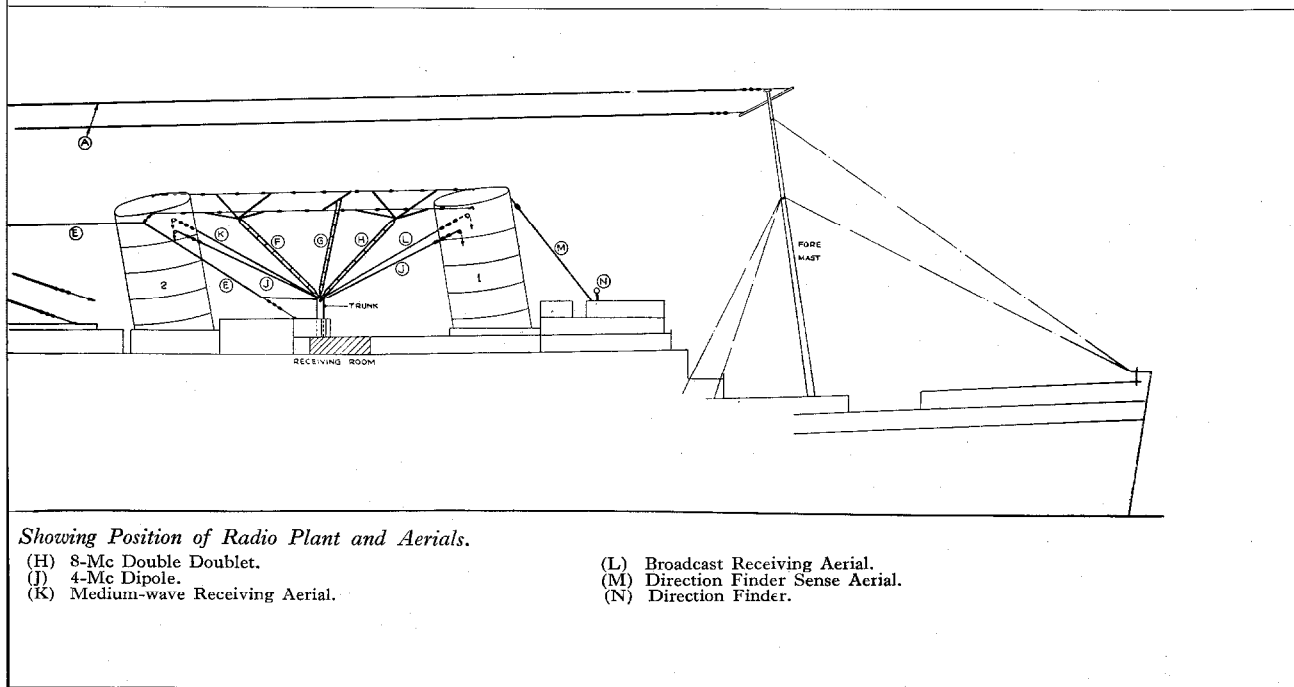 A
E
K
F
G
H
L
J
M
N
E
J
2
1
TRUNK
FORE
MAST
RECEIVING ROOM
Showing Position of Radio Plant and Aerials.
(H) 8-Mc Double Doublet.
(J) 4-Mc Dipole.
(K) Medium-wave Receiving Aerial.
(L) Broadcast Receiving Aerial.
(M) Direction Finder Sense Aerial.
(N) Direction Finder.